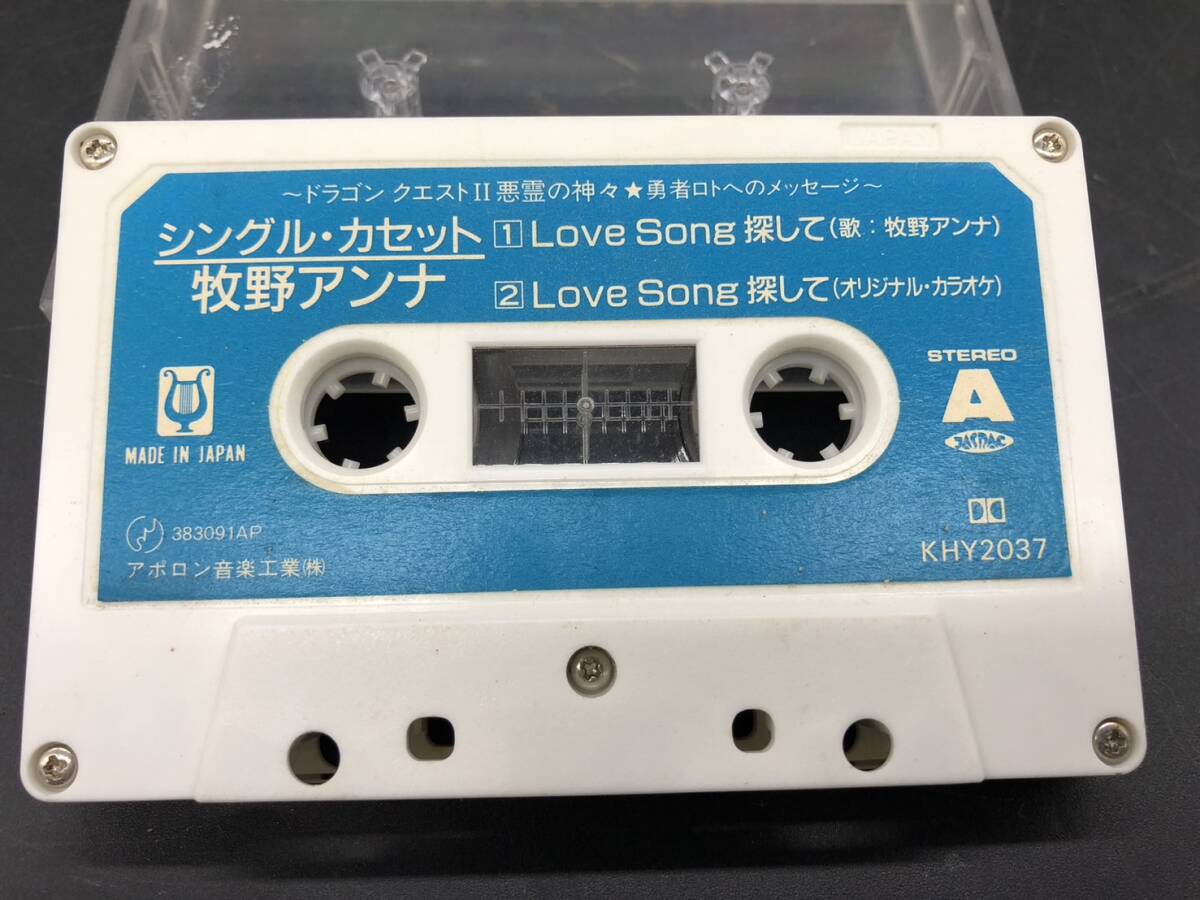 ～ドラゴン クエストII 悪霊の神々★勇者ロトへのメッセージ～
シングル・カセット
牧野アンナ
1 Love Song 探して(歌：牧野アンナ)
2 Love Song 探して(オリジナル・カラオケ)
MADE IN JAPAN
STEREO
A
JASRAC
383091AP
アポロン音楽工業㈱
KHY2037